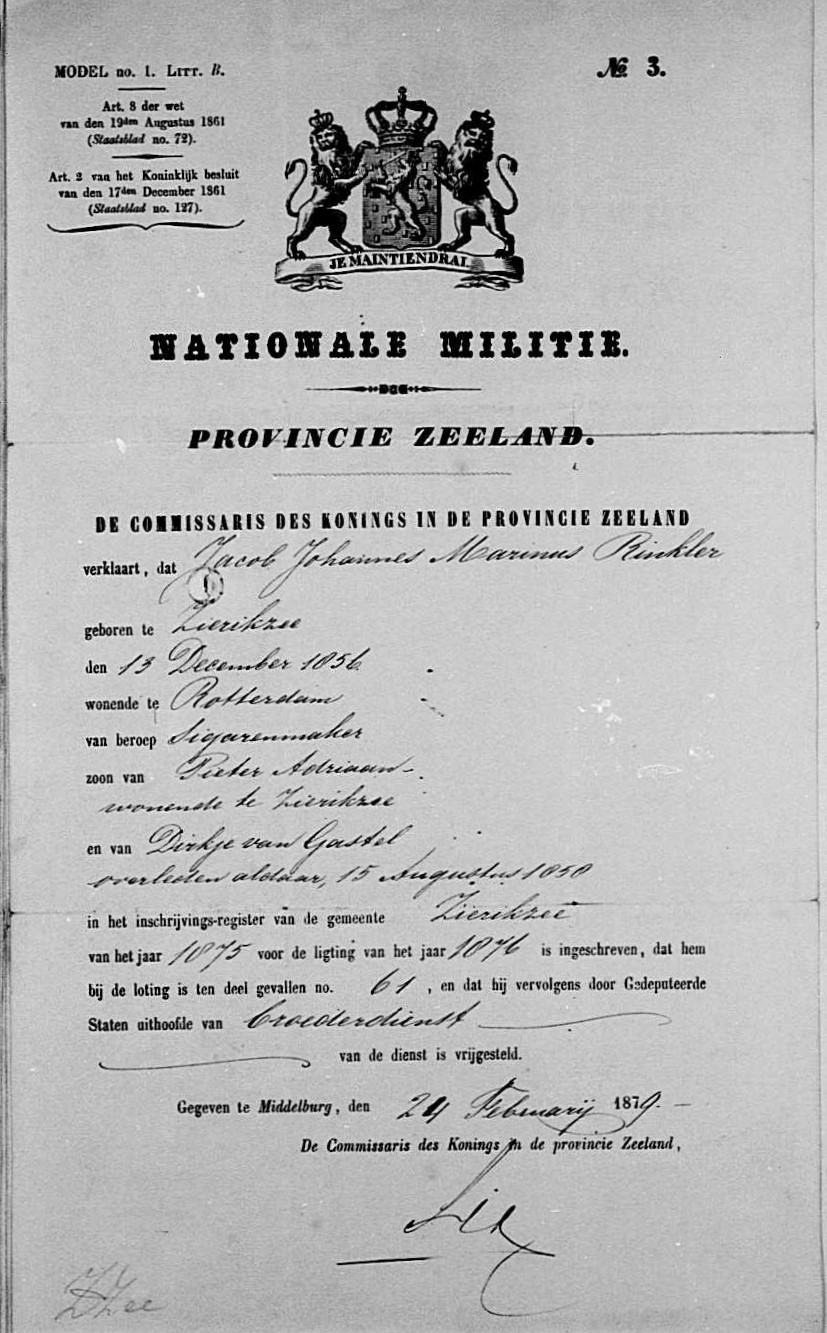 MODEL no. 1. LITT. B.
№ 3.
Art. 8 der wet
van den 19den Augustus 1861
(Staatsblad no. 72).
Art. 2 van het Koninklijk besluit
van den 17den December 1861
(Staatsblad no. 127).
JE MAINTIENDRAI
NATIONALE MILITIE.
PROVINCIE ZEELAND.
DE COMMISSARIS DES KONINGS IN DE PROVINCIE ZEELAND
verklaart, dat Jacob Johannes Marinus Rinkler
geboren te Zierikzee
den 13 December 1856
wonende te Rotterdam
van beroep Sigarenmaker
zoon van Pieter Adriaan
wonende te Zierikzee
en van Dirkje van Gastel
overleden aldaar, 15 Augustus 1858
in het inschrijvings-register van de gemeente Zierikzee
van het jaar 1875 voor de ligting van het jaar 1876 is ingeschreven, dat hem
bij de loting is ten deel gevallen no. 61, en dat hij vervolgens door Gedeputeerde
Staten uithoofde van broederdienst
van de dienst is vrijgesteld.
Gegeven te Middelburg, den 24 Februarij 1879.
De Commissaris des Konings in de provincie Zeeland,
ZZee